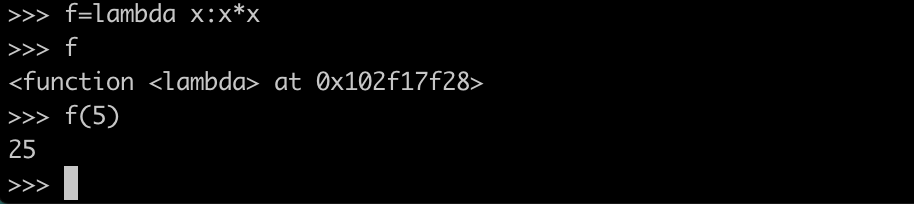 >>> f=lambda x:x*x
>>> f
<function <lambda> at 0x102f17f28>
>>> f(5)
25
>>>